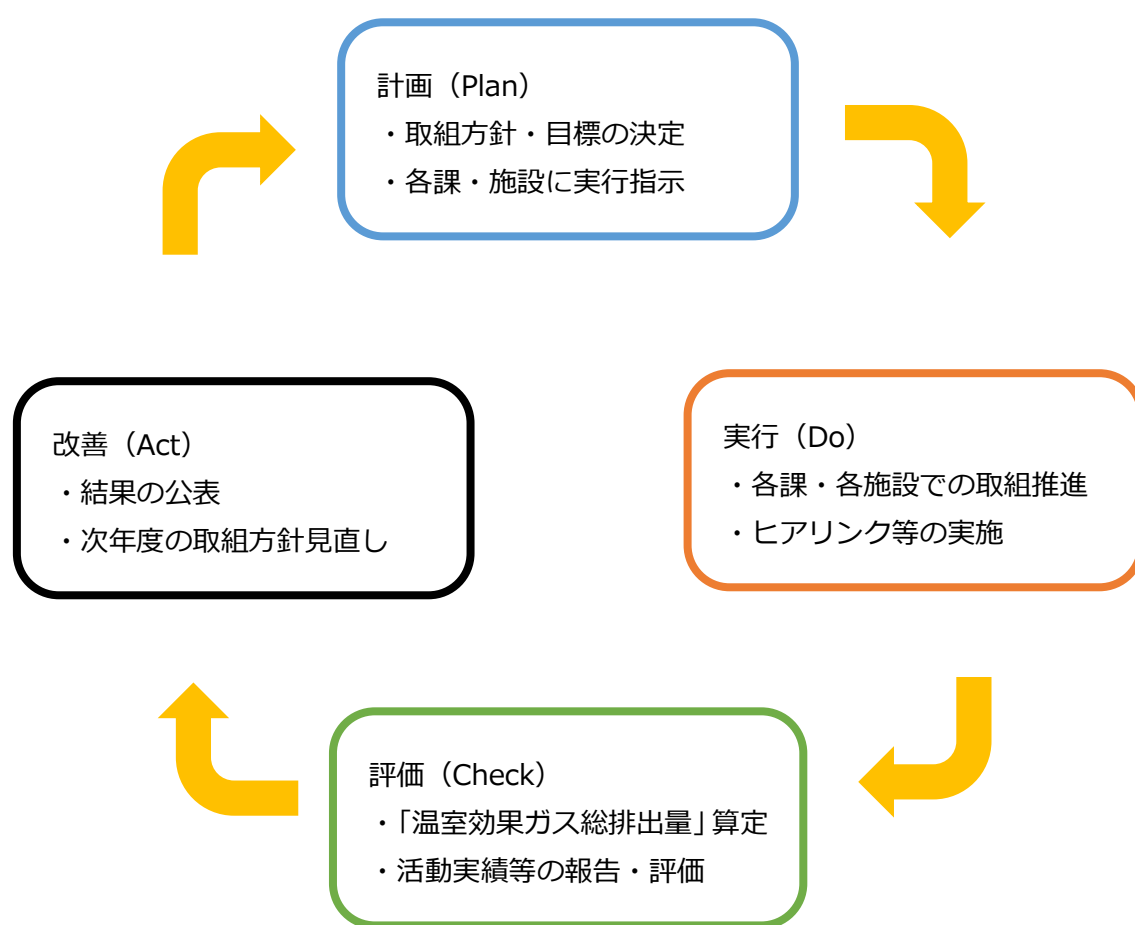 計画（Plan）
・取組方針・目標の決定
・各課・施設に実行指示
実行（Do）
・各課・各施設での取組推進
・ヒアリンク等の実施
評価（Check）
・「温室効果ガス総排出量」算定
・活動実績等の報告・評価
改善（Act）
・結果の公表
・次年度の取組方針見直し